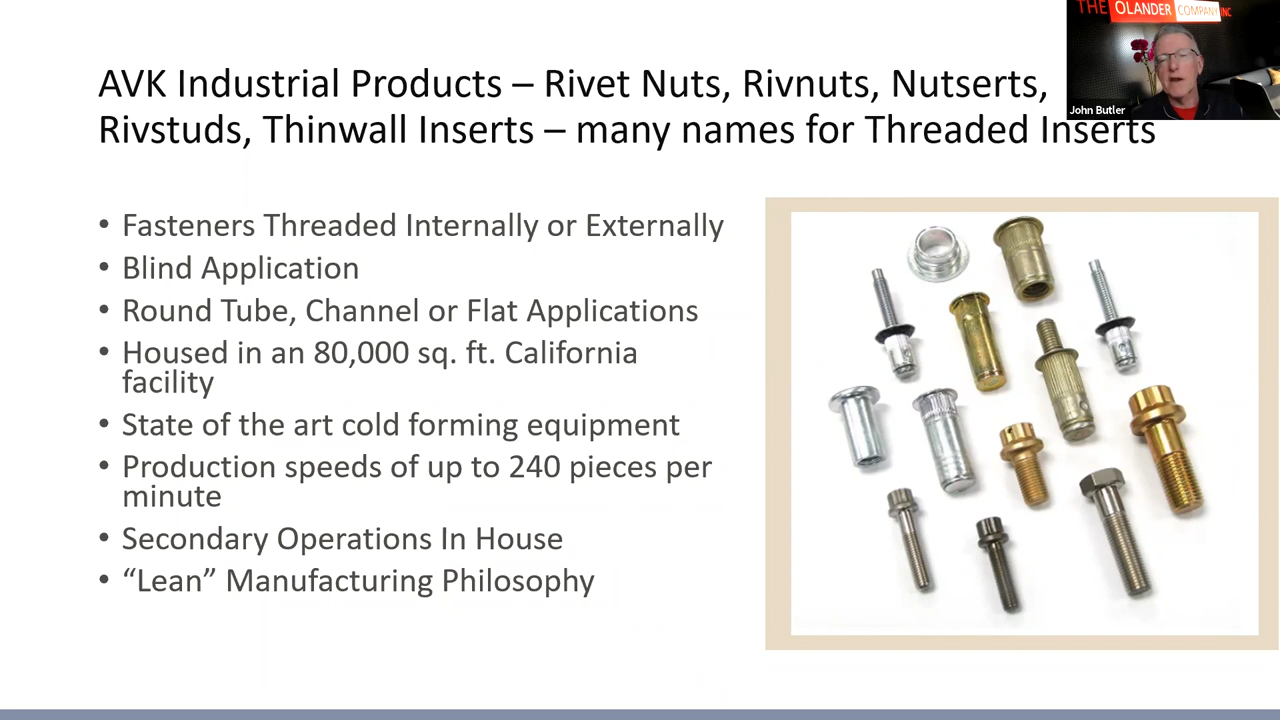 THE OLANDER COMPANY INC
John Butler
AVK Industrial Products – Rivet Nuts, Rivnuts, Nutserts,
Rivstuds, Thinwall Inserts – many names for Threaded Inserts
• Fasteners Threaded Internally or Externally
• Blind Application
• Round Tube, Channel or Flat Applications
• Housed in an 80,000 sq. ft. California
facility
• State of the art cold forming equipment
• Production speeds of up to 240 pieces per
minute
• Secondary Operations In House
• “Lean” Manufacturing Philosophy